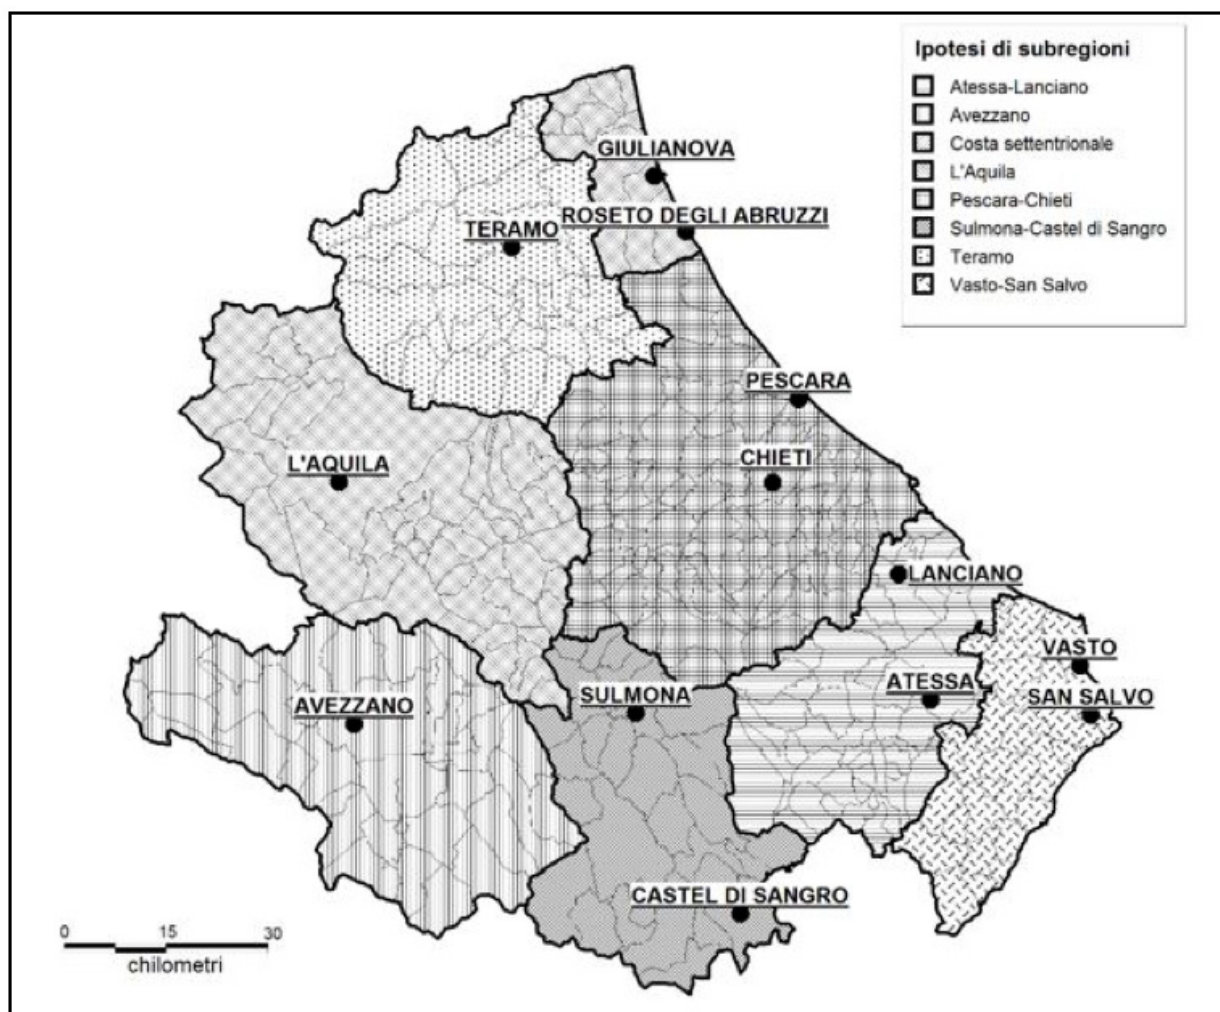 Ipotesi di subregioni
Atessa-Lanciano
Avezzano
Costa settentrionale
L'Aquila
Pescara-Chieti
Sulmona-Castel di Sangro
Teramo
Vasto-San Salvo
GIULIANOVA
ROSETO DEGLI ABRUZZI
TERAMO
PESCARA
L'AQUILA
CHIETI
LANCIANO
VASTO
ATESSA
SAN SALVO
SULMONA
AVEZZANO
CASTEL DI SANGRO
0 15 30
chilometri